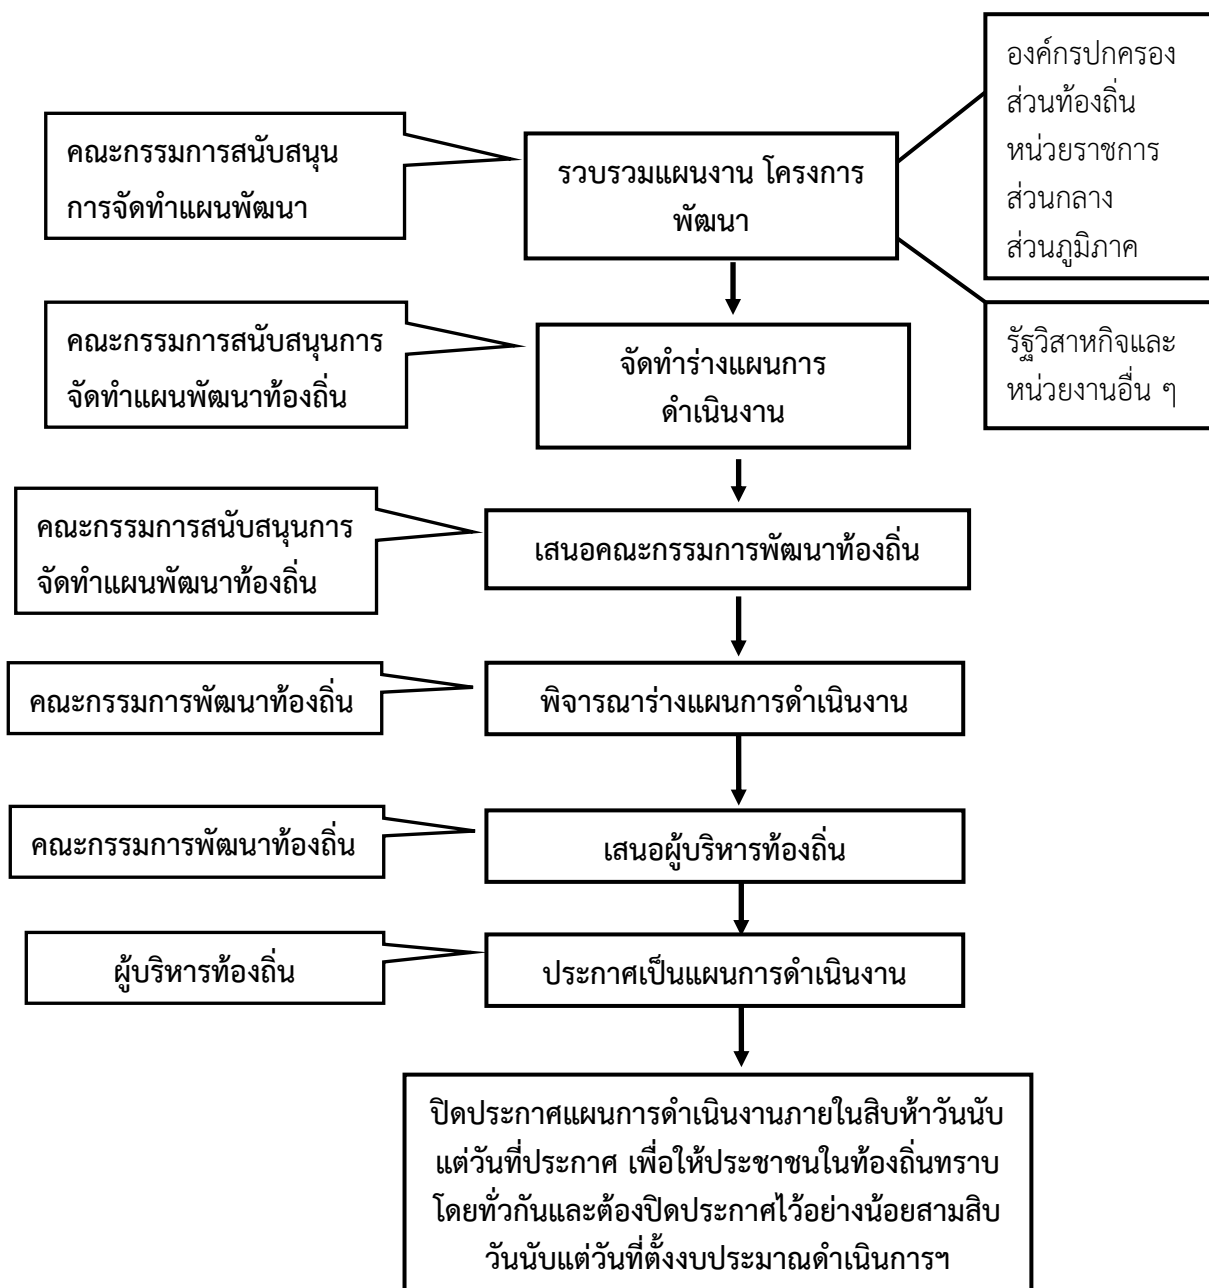 องค์กรปกครอง
ส่วนท้องถิ่น
หน่วยราชการ
ส่วนกลาง
ส่วนภูมิภาค
คณะกรรมการสนับสนุน
การจัดทำแผนพัฒนา
รวบรวมแผนงาน โครงการ
พัฒนา
รัฐวิสาหกิจและ
หน่วยงานอื่น ๆ
คณะกรรมการสนับสนุนการ
จัดทำแผนพัฒนาท้องถิ่น
จัดทำร่างแผนการ
ดำเนินงาน
คณะกรรมการสนับสนุนการ
จัดทำแผนพัฒนาท้องถิ่น
เสนอคณะกรรมการพัฒนาท้องถิ่น
คณะกรรมการพัฒนาท้องถิ่น
พิจารณาร่างแผนการดำเนินงาน
คณะกรรมการพัฒนาท้องถิ่น
เสนอผู้บริหารท้องถิ่น
ผู้บริหารท้องถิ่น
ประกาศเป็นแผนการดำเนินงาน
ปิดประกาศแผนการดำเนินงานภายในสิบห้าวันนับ
แต่วันที่ประกาศ เพื่อให้ประชาชนในท้องถิ่นทราบ
โดยทั่วกันและต้องปิดประกาศไว้อย่างน้อยสามสิบ
วันนับแต่วันที่ตั้งงบประมาณดำเนินการฯ